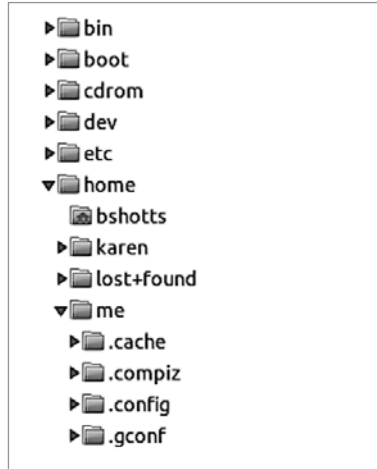 bin
boot
cdrom
dev
etc
home
bshotts
karen
lost+found
me
.cache
.compiz
.config
.gconf